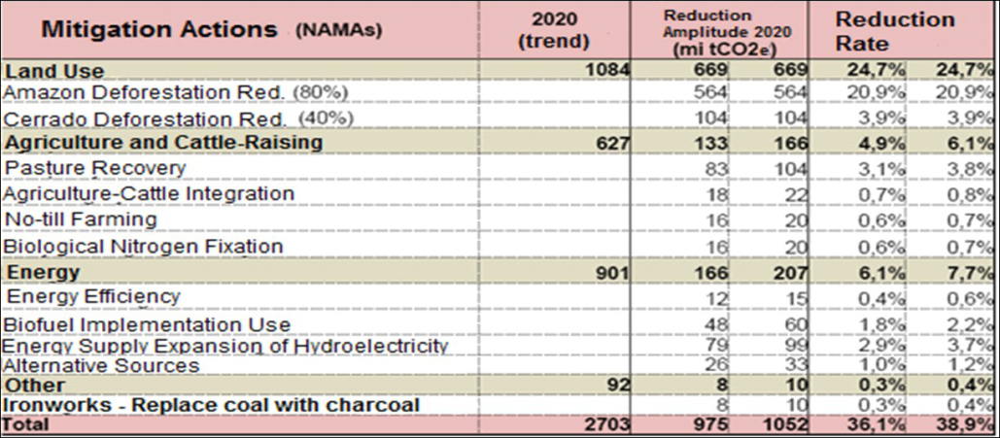 Mitigation Actions (NAMAs) 2020 (trend) Reduction Amplitude 2020 (mi tCO2e) Reduction Rate
Land Use 1084 669 669 24,7% 24,7%
Amazon Deforestation Red. (80%) 564 564 20,9% 20,9%
Cerrado Deforestation Red. (40%) 104 104 3,9% 3,9%
Agriculture and Cattle-Raising 627 133 166 4,9% 6,1%
Pasture Recovery 83 104 3,1% 3,8%
Agriculture-Cattle Integration 18 22 0,7% 0,8%
No-till Farming 16 20 0,6% 0,7%
Biological Nitrogen Fixation 16 20 0,6% 0,7%
Energy 901 166 207 6,1% 7,7%
Energy Efficiency 12 15 0,4% 0,6%
Biofuel Implementation Use 48 60 1,8% 2,2%
Energy Supply Expansion of Hydroelectricity 79 99 2,9% 3,7%
Alternative Sources 26 33 1,0% 1,2%
Other 92 8 10 0,3% 0,4%
Ironworks - Replace coal with charcoal 8 10 0,3% 0,4%
Total 2703 975 1052 36,1% 38,9%